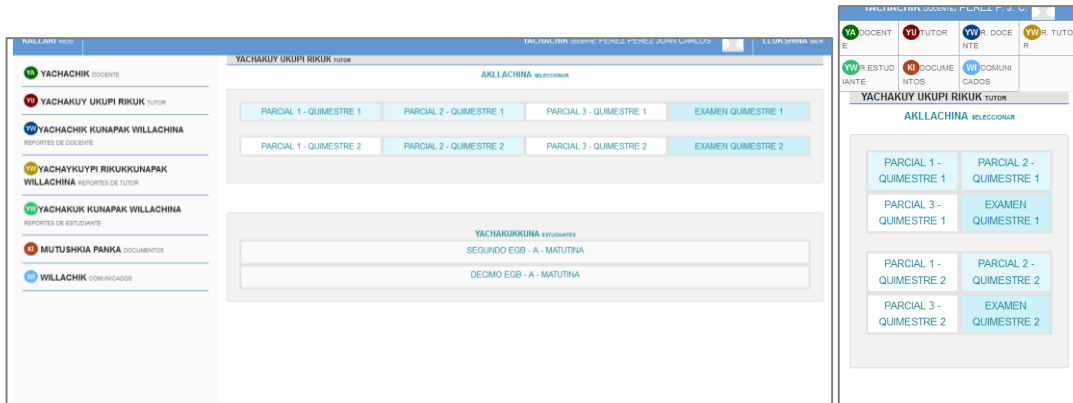 KALLARI INICIO
YACHACHIK DOCENTE: PEREZ PEREZ JUAN CARLOS
LLUKSHINA SALIR
YA YACHACHIK DOCENTE
YU YACHAKUY UKUPI RIKUK TUTOR
YW YACHACHIK KUNAPAK WILLACHINA
REPORTES DE DOCENTE
YW YACHAYKUYPI RIKUKKUNAPAK
WILLACHINA REPORTES DE TUTOR
YW YACHAKUK KUNAPAK WILLACHINA
REPORTES DE ESTUDIANTE
KI MUTUSHKIA PANKA DOCUMENTOS
WI WILLACHIK COMUNICADOS
YACHAKUY UKUPI RIKUK TUTOR
AKLLACHINA SELECCIONAR
PARCIAL 1 - QUIMESTRE 1
PARCIAL 2 - QUIMESTRE 1
PARCIAL 3 - QUIMESTRE 1
EXAMEN QUIMESTRE 1
PARCIAL 1 - QUIMESTRE 2
PARCIAL 2 - QUIMESTRE 2
PARCIAL 3 - QUIMESTRE 2
EXAMEN QUIMESTRE 2
YACHAKUKKUNA ESTUDIANTES
SEGUNDO EGB - A - MATUTINA
DECIMO EGB - A - MATUTINA
YACHACHIK DOCENTE: PEREZ P. J. C.
YA DOCENT
E
YU TUTOR
YW R. DOCE
NTE
YW R. TUTO
R
YW R.ESTUD
IANTE
KI DOCUME
NTOS
WI COMUNI
CADOS
YACHAKUY UKUPI RIKUK TUTOR
AKLLACHINA SELECCIONAR
PARCIAL 1 -
QUIMESTRE 1
PARCIAL 2 -
QUIMESTRE 1
PARCIAL 3 -
QUIMESTRE 1
EXAMEN
QUIMESTRE 1
PARCIAL 1 -
QUIMESTRE 2
PARCIAL 2 -
QUIMESTRE 2
PARCIAL 3 -
QUIMESTRE 2
EXAMEN
QUIMESTRE 2